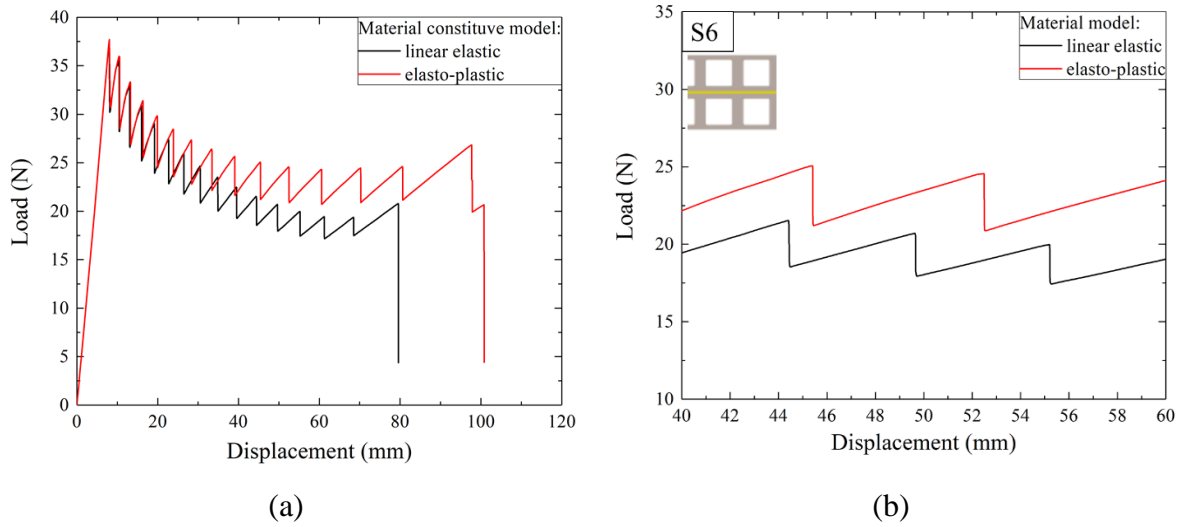 40
35
30
25
20
15
10
5
0
Load (N)
Material constituve model:
linear elastic
elasto-plastic
0 20 40 60 80 100 120
Displacement (mm)
(a)
35
30
25
20
15
10
Load (N)
S6
Material model:
linear elastic
elasto-plastic
40 42 44 46 48 50 52 54 56 58 60
Displacement (mm)
(b)